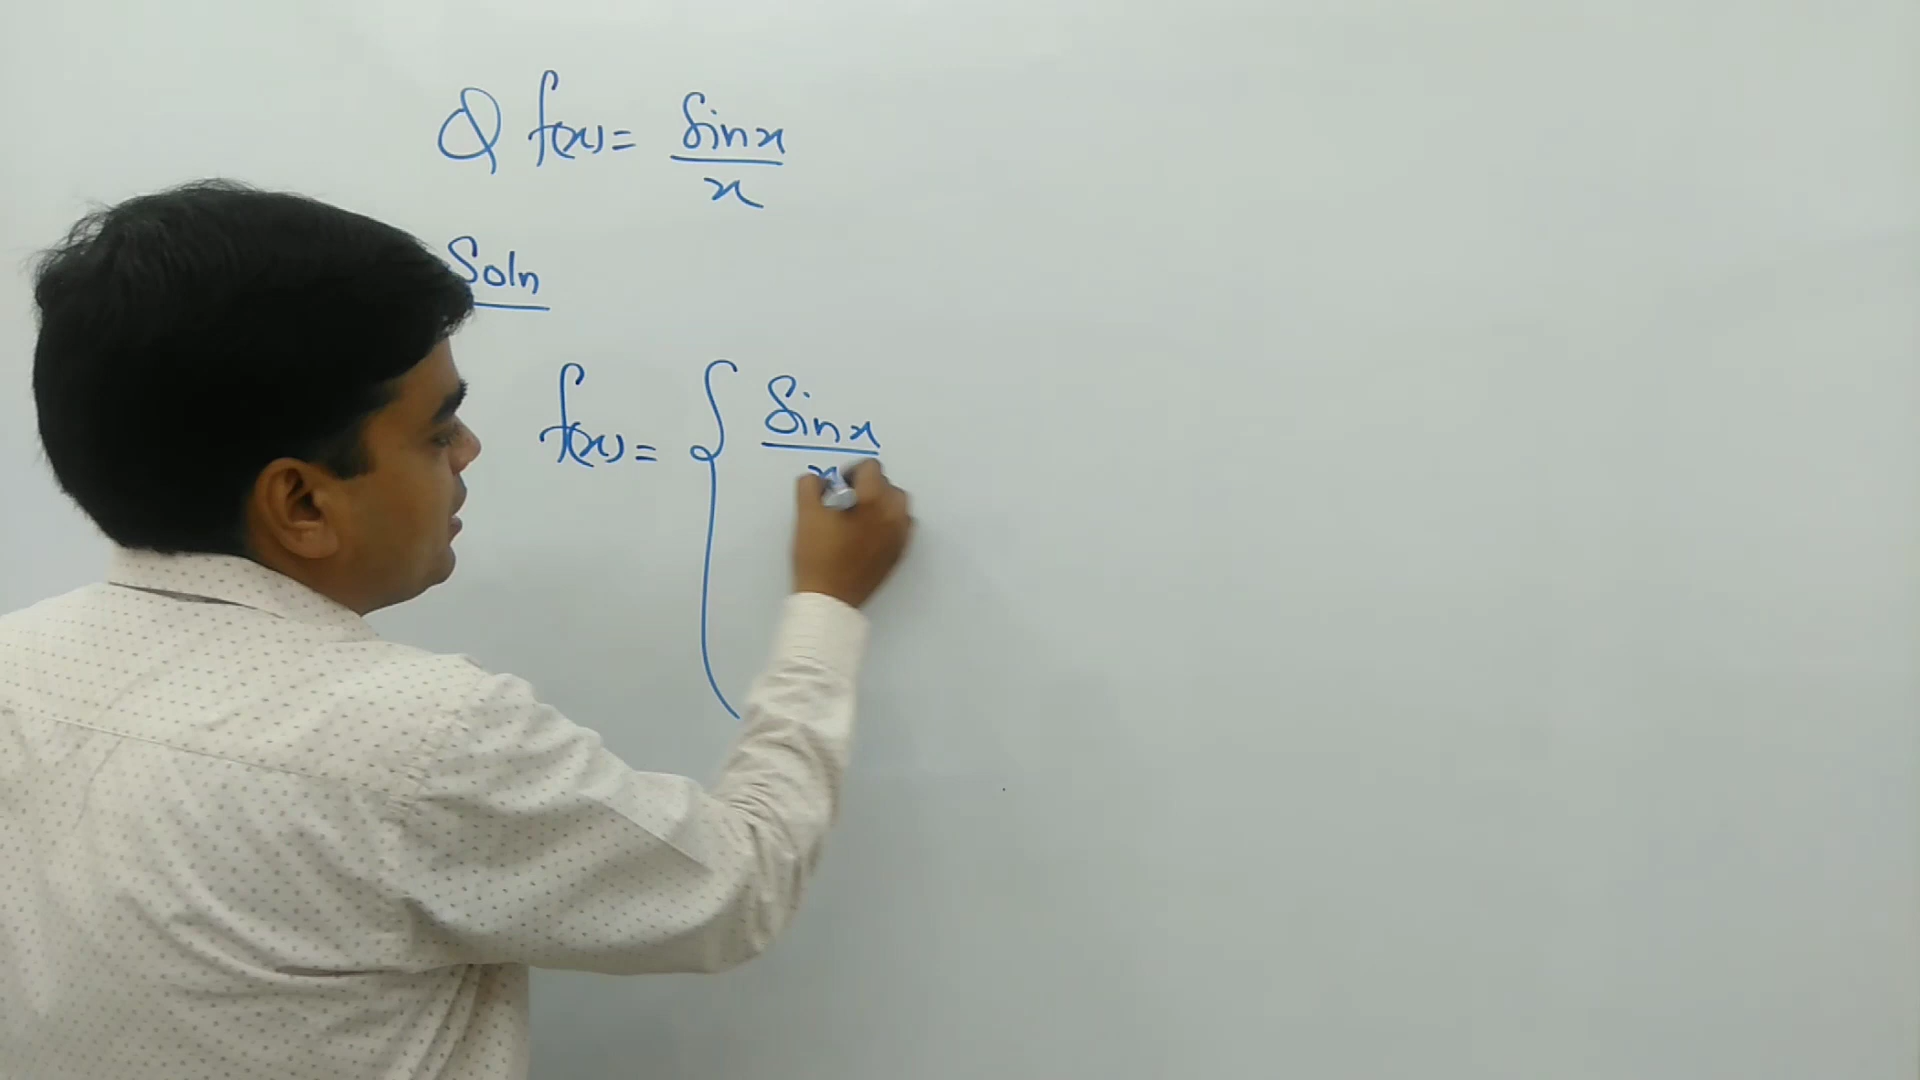 Q f(x) = sinx
x
Soln
f(x) = { sinx
x